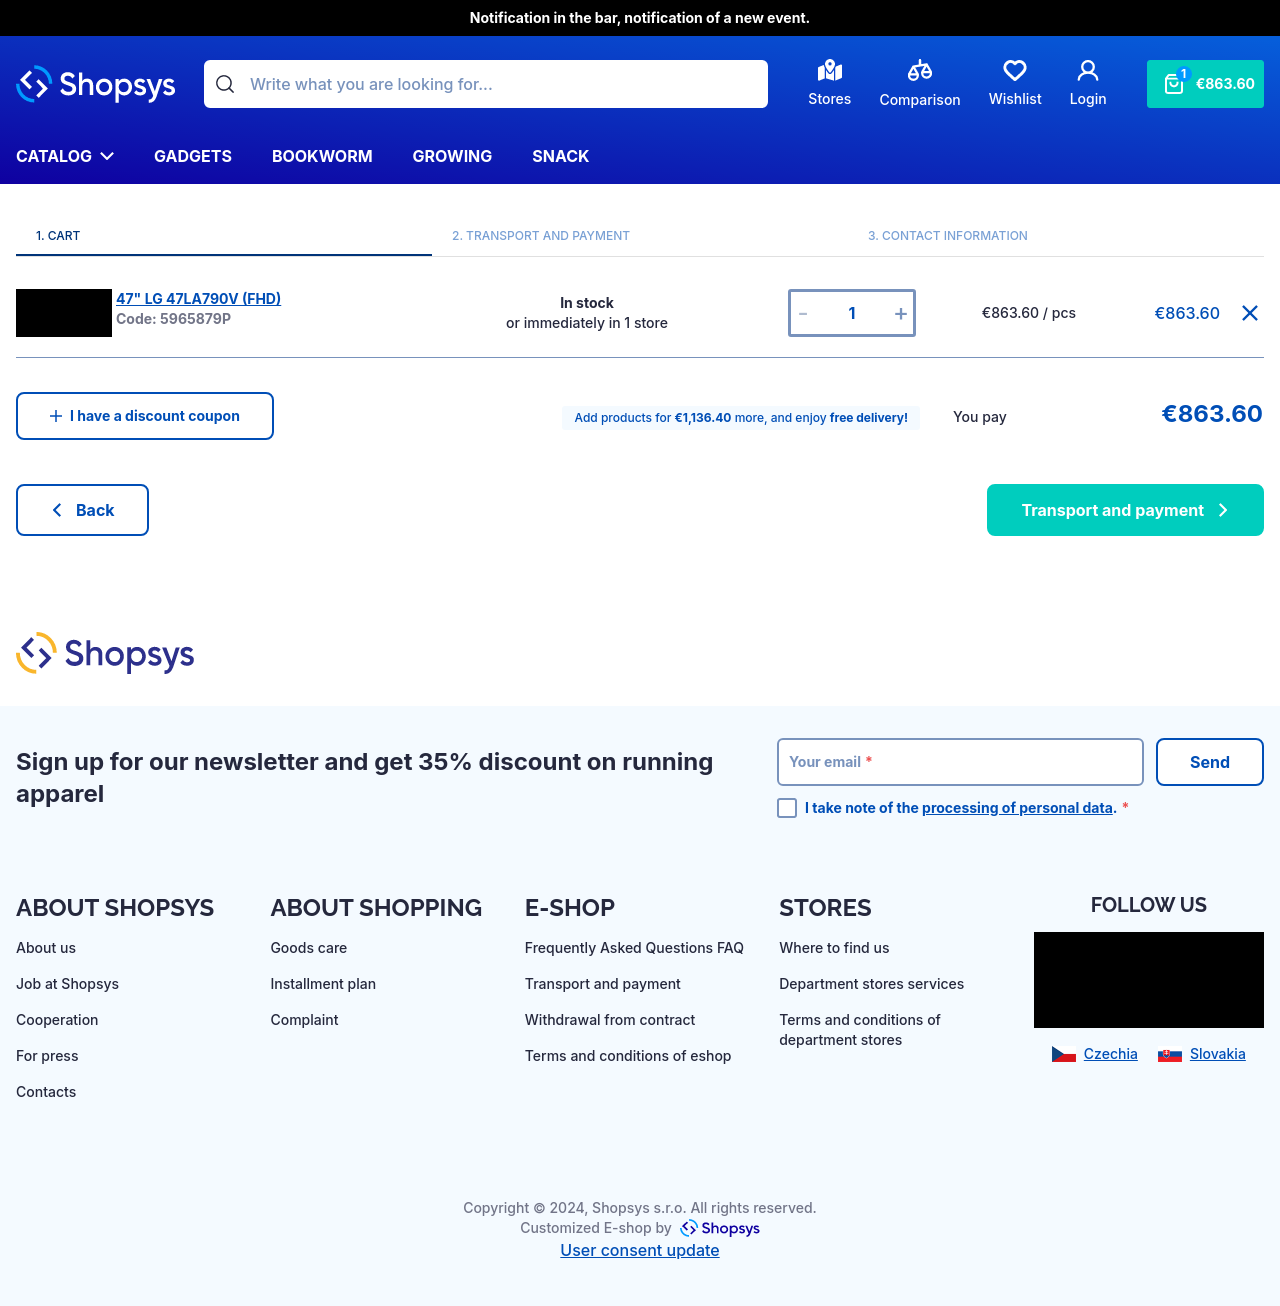 Notification in the bar, notification of a new event.
Shopsys
Write what you are looking for...
Stores
Comparison
Wishlist
Login
1
€863.60
CATALOG
GADGETS
BOOKWORM
GROWING
SNACK
1. CART
2. TRANSPORT AND PAYMENT
3. CONTACT INFORMATION
47" LG 47LA790V (FHD)
Code: 5965879P
In stock
or immediately in 1 store
1
€863.60 / pcs
€863.60
I have a discount coupon
Add products for €1,136.40 more, and enjoy free delivery!
You pay
€863.60
Back
Transport and payment
Shopsys
Sign up for our newsletter and get 35% discount on running
apparel
Your email *
Send
I take note of the processing of personal data. *
ABOUT SHOPSYS
About us
Job at Shopsys
Cooperation
For press
Contacts
ABOUT SHOPPING
Goods care
Installment plan
Complaint
E-SHOP
Frequently Asked Questions FAQ
Transport and payment
Withdrawal from contract
Terms and conditions of eshop
STORES
Where to find us
Department stores services
Terms and conditions of
department stores
FOLLOW US
Czechia
Slovakia
Copyright © 2024, Shopsys s.r.o. All rights reserved.
Customized E-shop by Shopsys
User consent update